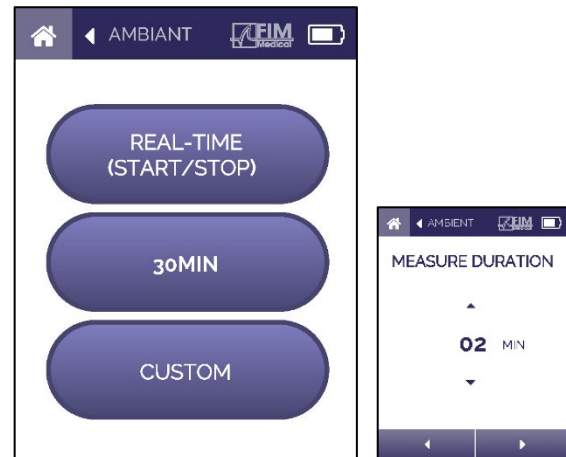 AMBIANT
FIM
Medical
REAL-TIME
(START/STOP)
30MIN
CUSTOM
AMBIENT
FIM
MEASURE DURATION
02 MIN